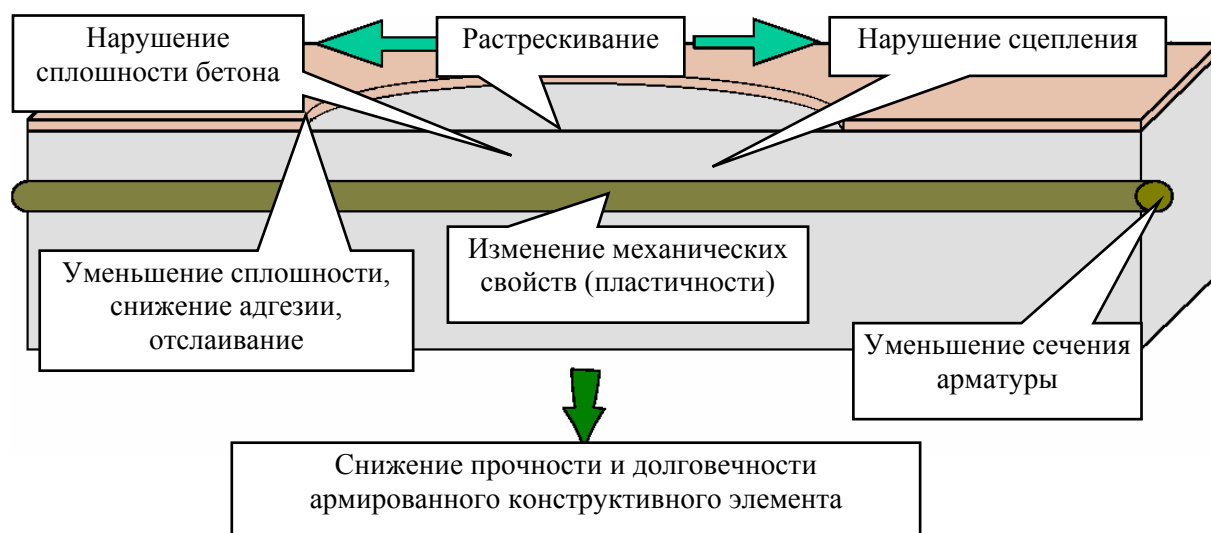 Нарушение
сплошности бетона
Растрескивание
Нарушение сцепления
Уменьшение сплошности,
снижение адгезии,
отслаивание
Изменение механических
свойств (пластичности)
Уменьшение сечения
арматуры
Снижение прочности и долговечности
армированного конструктивного элемента